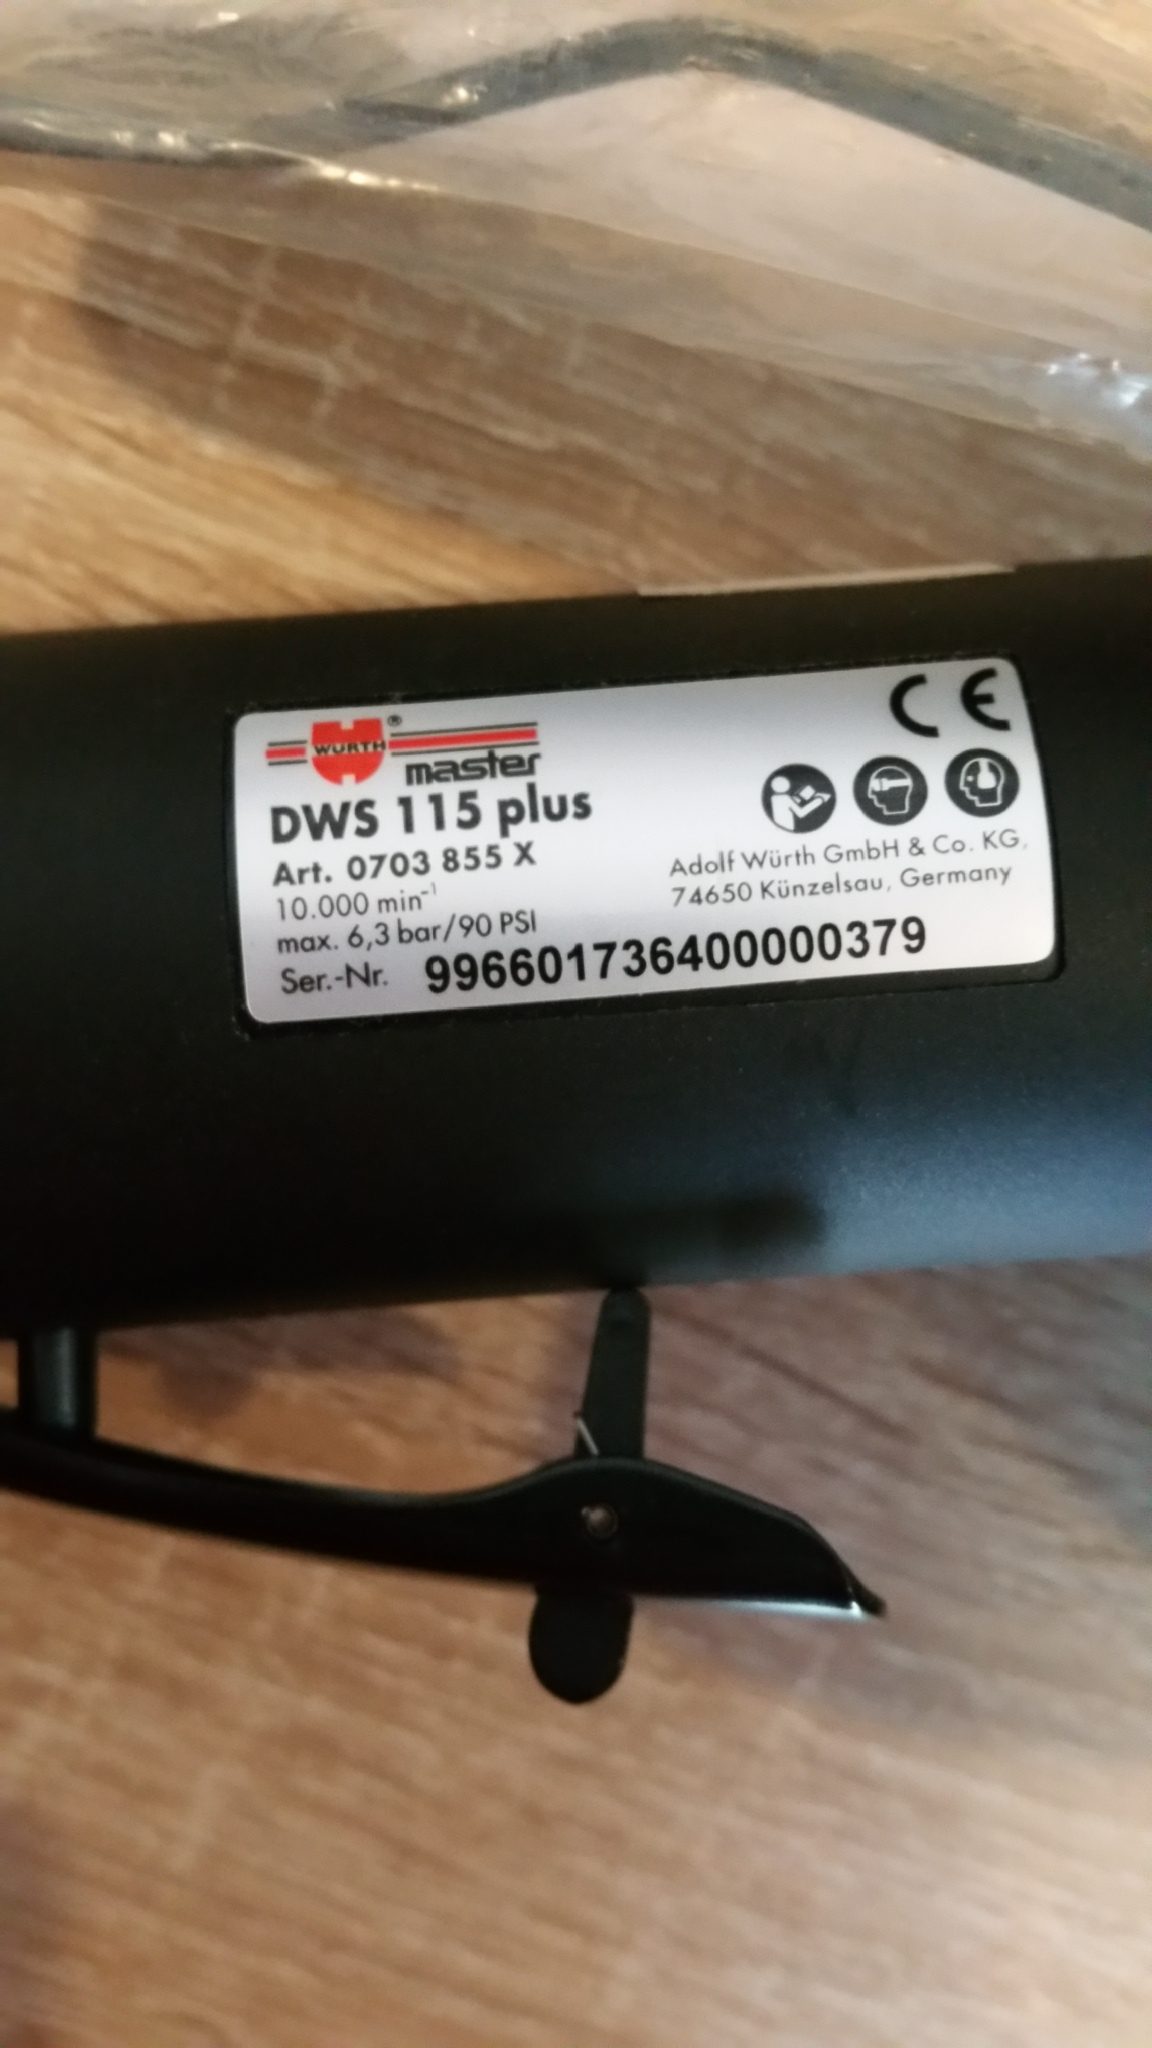 WÜRTH®
master
DWS 115 plus
Art. 0703 855 X
10.000 min⁻¹
max. 6,3 bar/90 PSI
Ser.-Nr. 996601736400000379
CE
Adolf Würth GmbH & Co. KG,
74650 Künzelsau, Germany